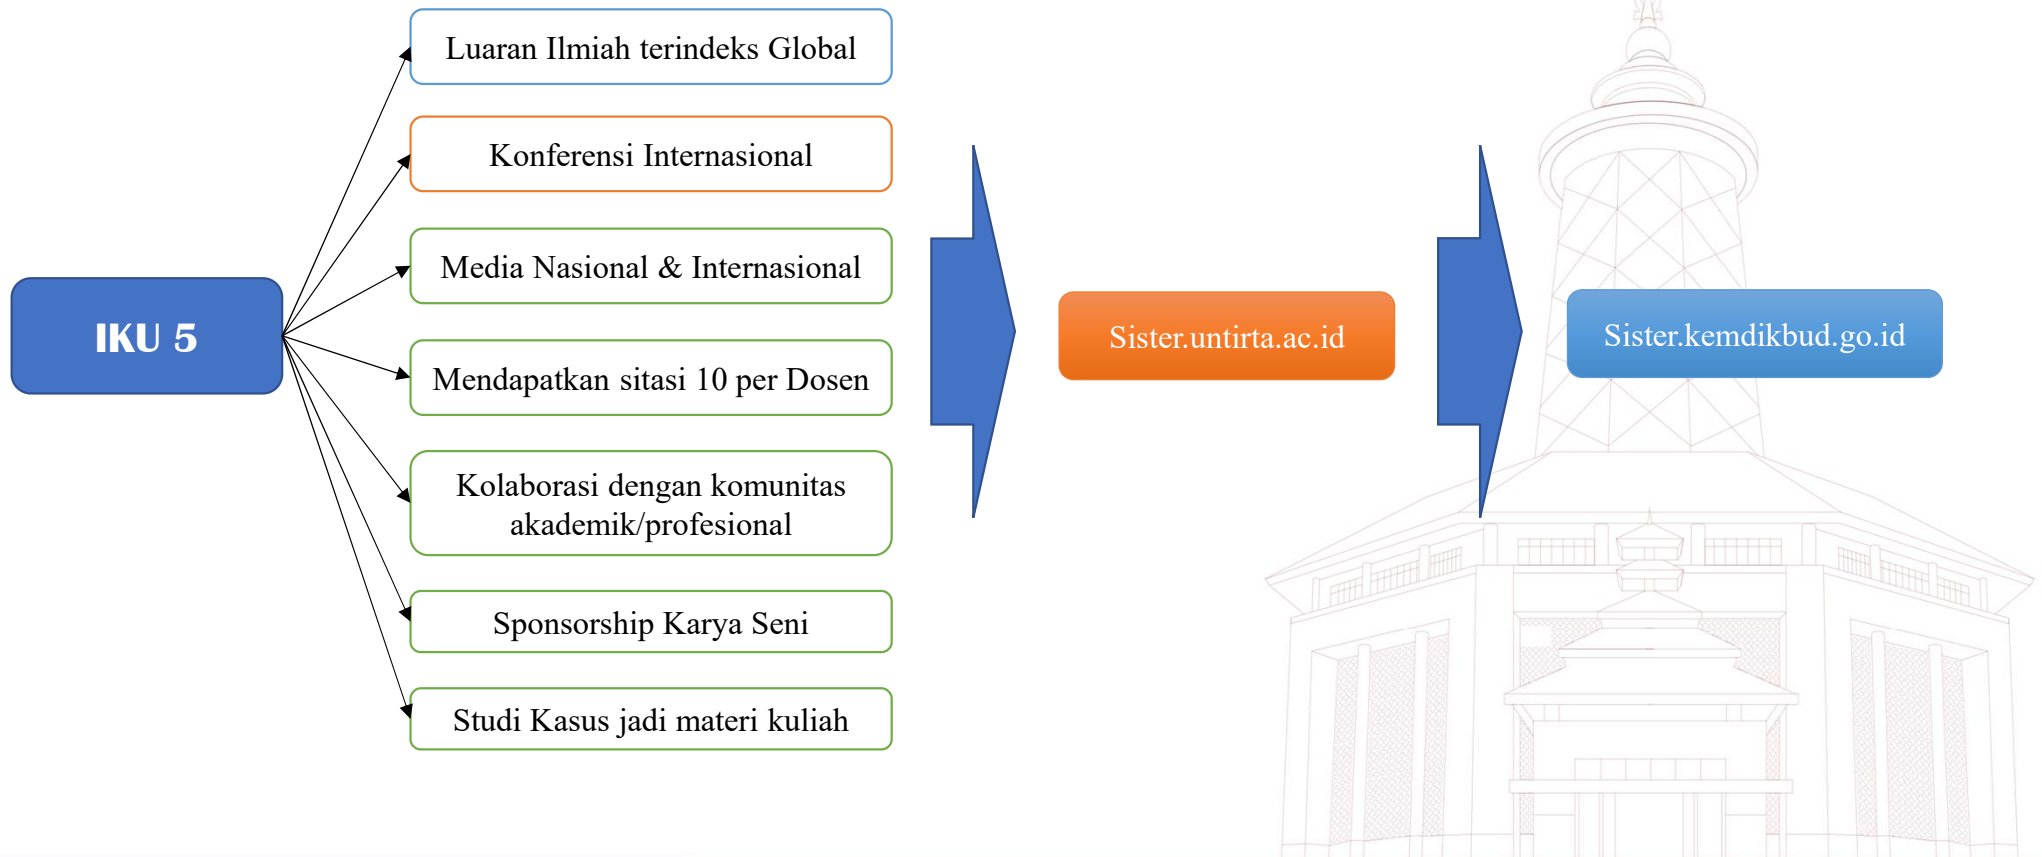 IKU 5
Luaran Ilmiah terindeks Global
Konferensi Internasional
Media Nasional & Internasional
Mendapatkan sitasi 10 per Dosen
Kolaborasi dengan komunitas
akademik/profesional
Sponsorship Karya Seni
Studi Kasus jadi materi kuliah
Sister.untirta.ac.id
Sister.kemdikbud.go.id